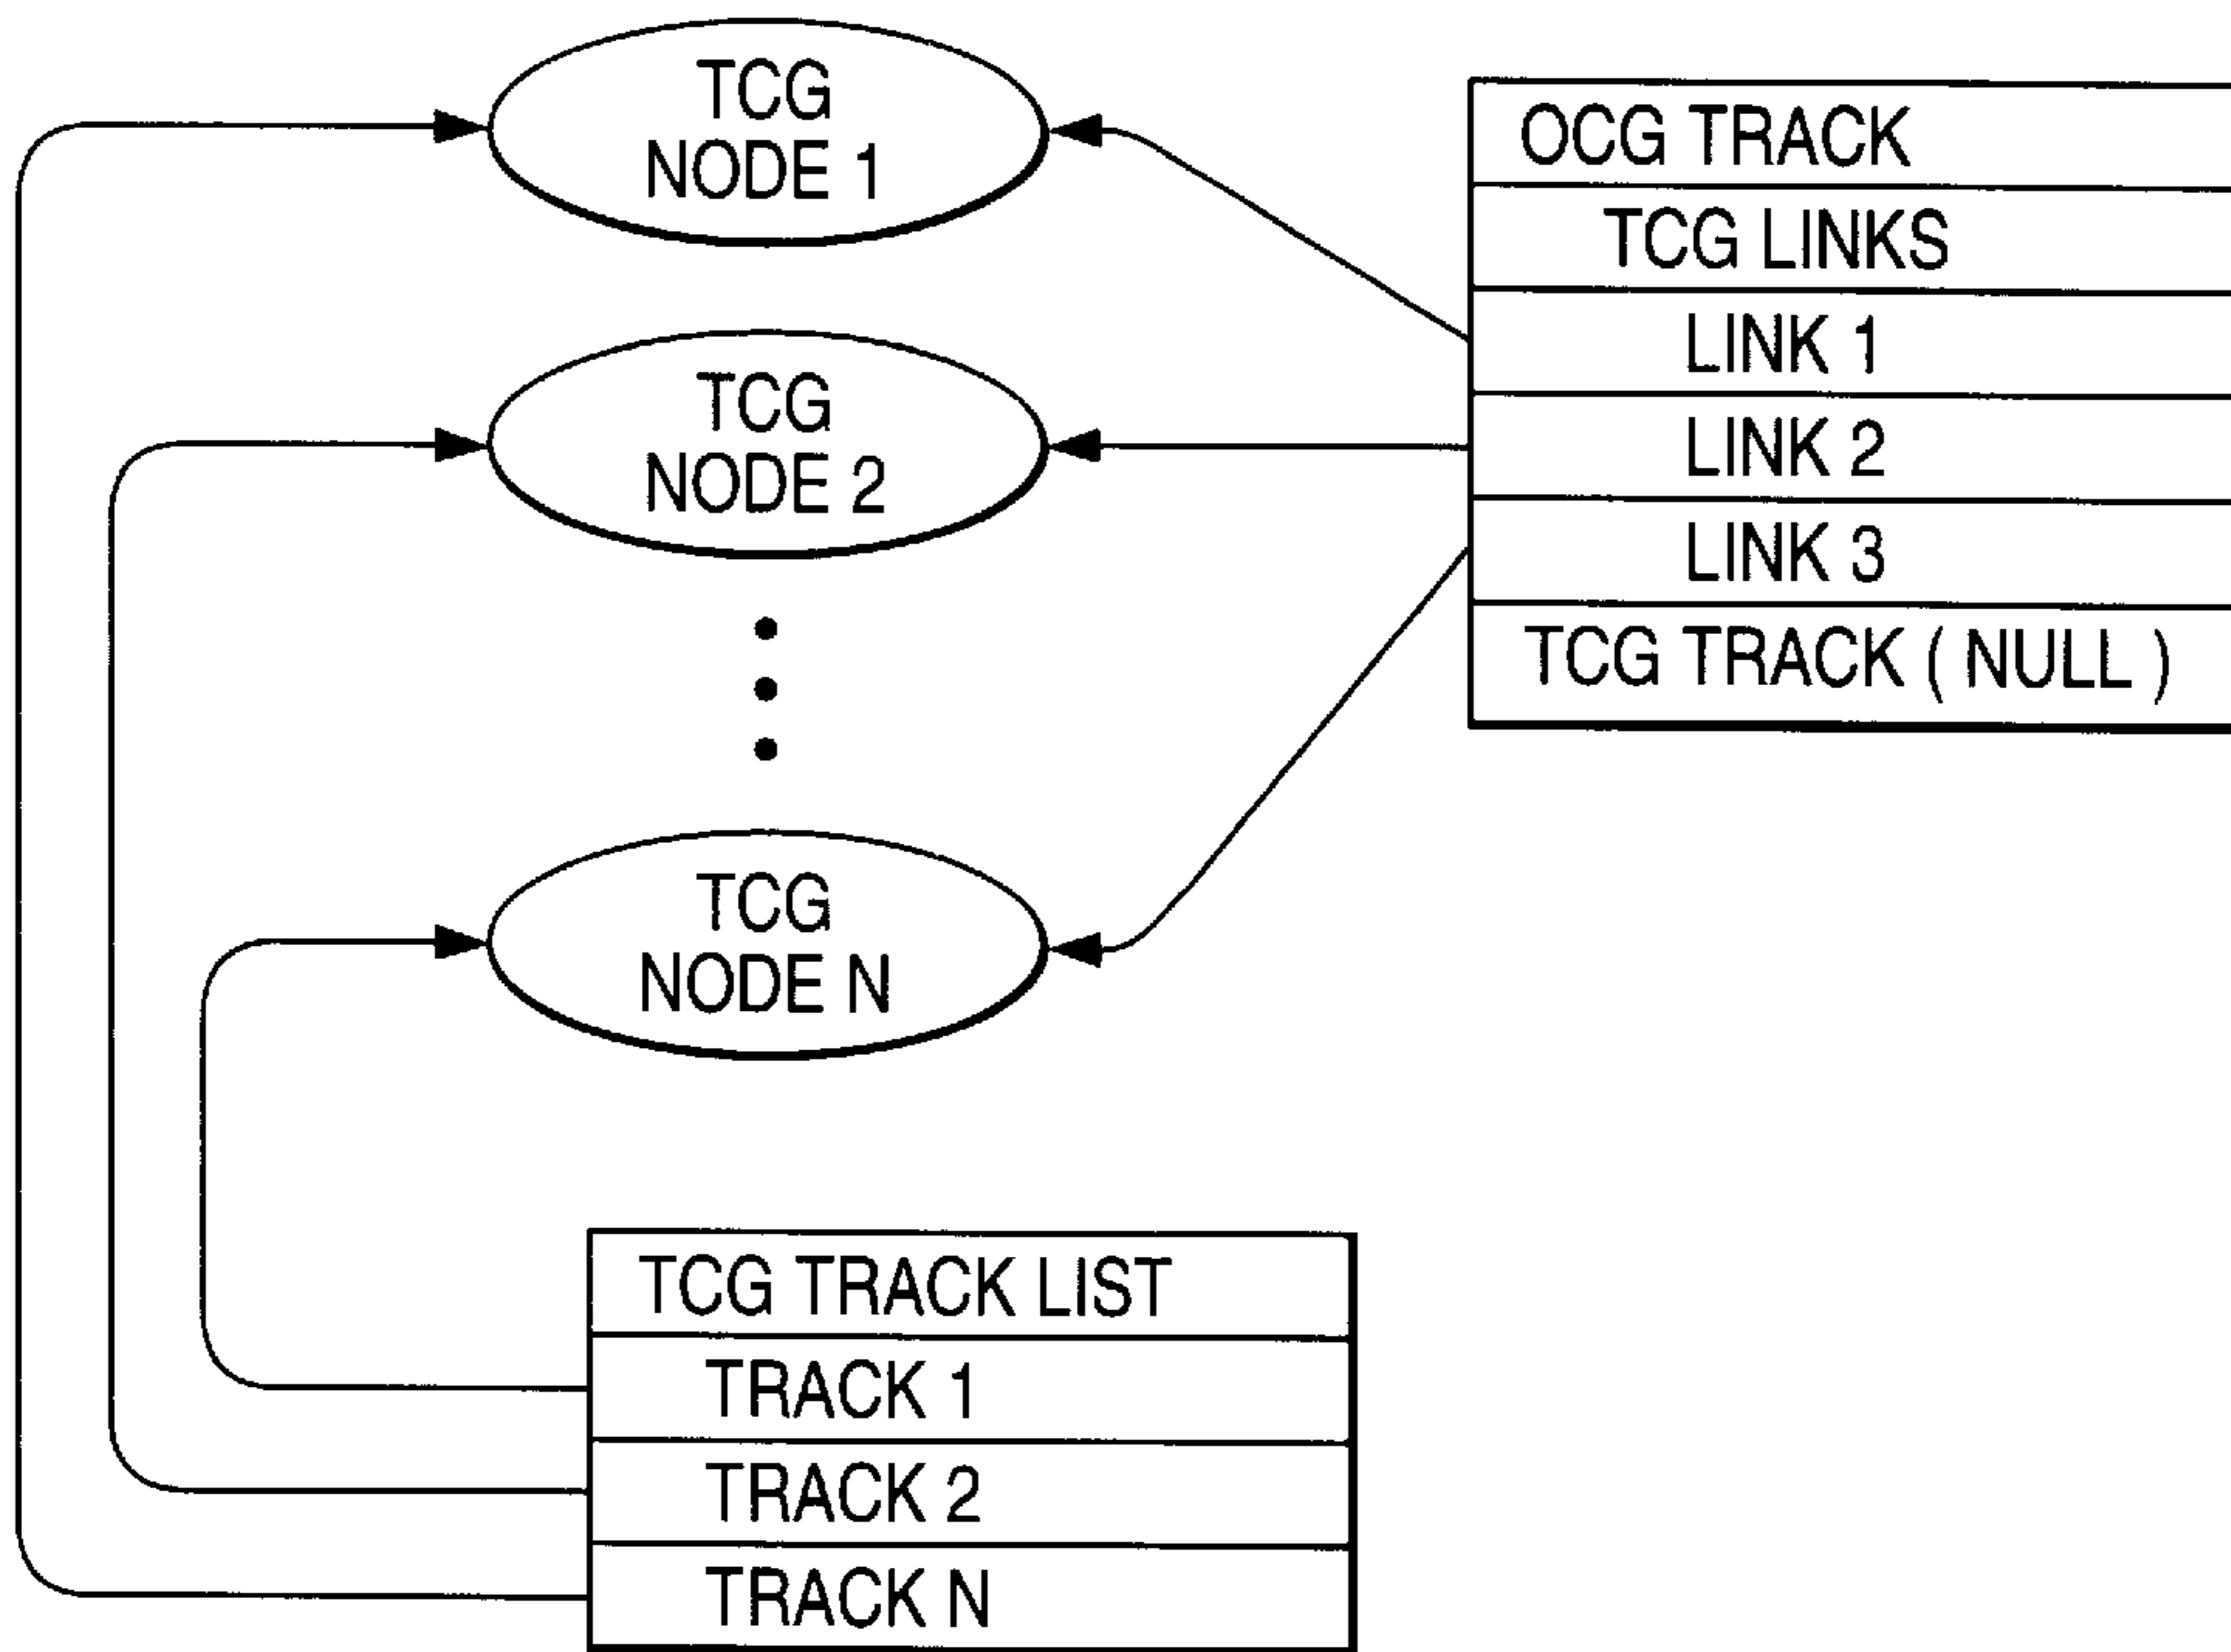 TCG
NODE 1
TCG
NODE 2
TCG
NODE N
OCG TRACK
TCG LINKS
LINK 1
LINK 2
LINK 3
TCG TRACK ( NULL )
TCG TRACK LIST
TRACK 1
TRACK 2
TRACK N